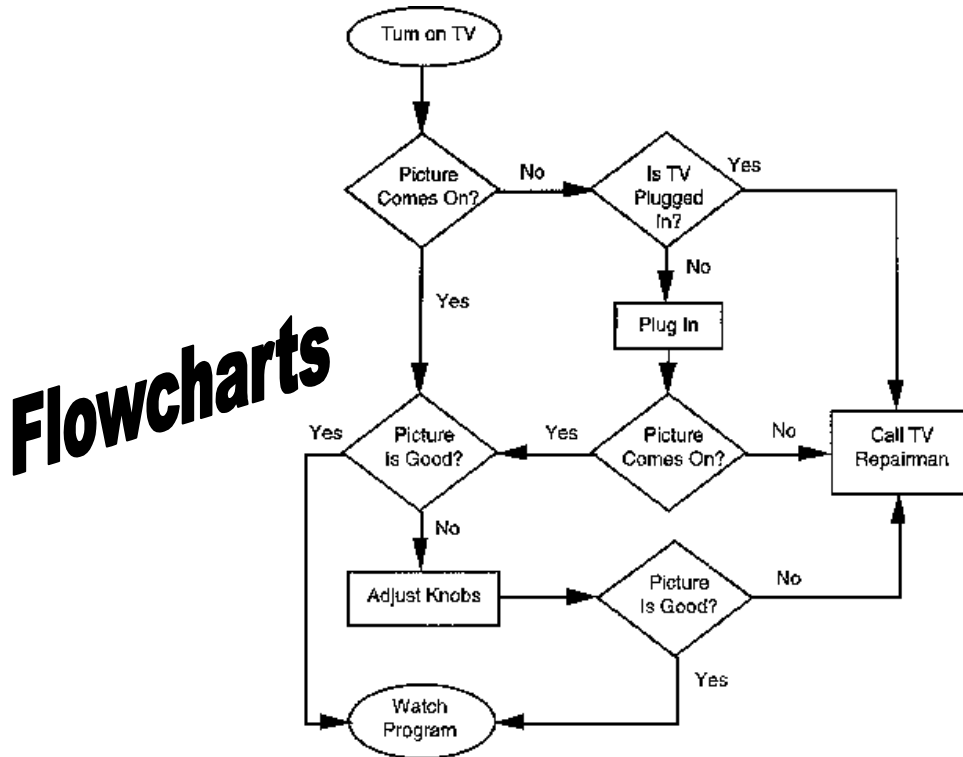 Turn on TV
Picture
Comes On?
No
Is TV
Plugged
In?
Yes
No
Yes
Plug In
Flowcharts
Yes
Picture
is Good?
Yes
Picture
Comes On?
No
Call TV
Repairman
No
Adjust Knobs
Picture
Is Good?
No
Yes
Watch
Program